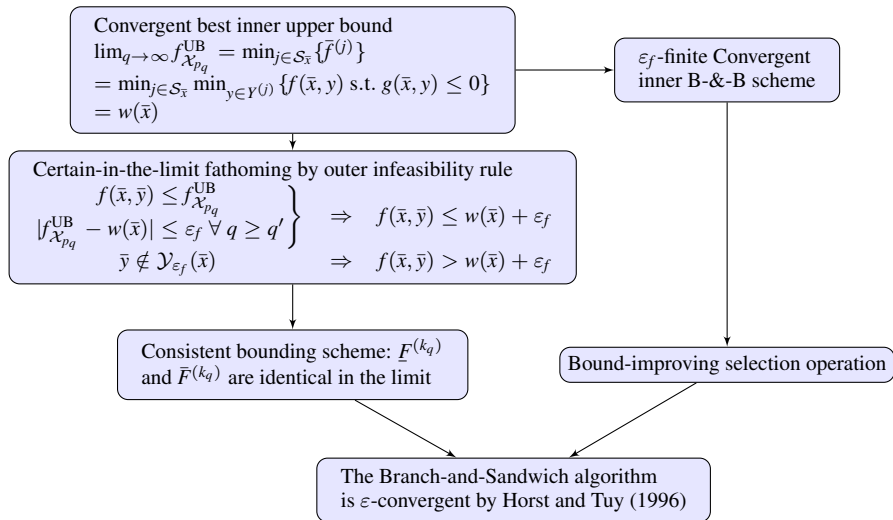 Convergent best inner upper bound
lim_{q→∞} f^{UB}_{𝒳_{p_q}} = min_{j∈𝒮_{x̄}} {f̄^{(j)}}
= min_{j∈𝒮_{x̄}} min_{y∈Y^{(j)}} {f(x̄, y) s.t. g(x̄, y) ≤ 0}
= w(x̄)
ε_f-finite Convergent
inner B-&-B scheme
Certain-in-the-limit fathoming by outer infeasibility rule
f(x̄, ȳ) ≤ f^{UB}_{𝒳_{p_q}}
|f^{UB}_{𝒳_{p_q}} − w(x̄)| ≤ ε_f ∀ q ≥ q′ } ⇒ f(x̄, ȳ) ≤ w(x̄) + ε_f
ȳ ∉ 𝒴_{ε_f}(x̄) ⇒ f(x̄, ȳ) > w(x̄) + ε_f
Consistent bounding scheme: F̲^{(k_q)}
and F̄^{(k_q)} are identical in the limit
Bound-improving selection operation
The Branch-and-Sandwich algorithm
is ε-convergent by Horst and Tuy (1996)